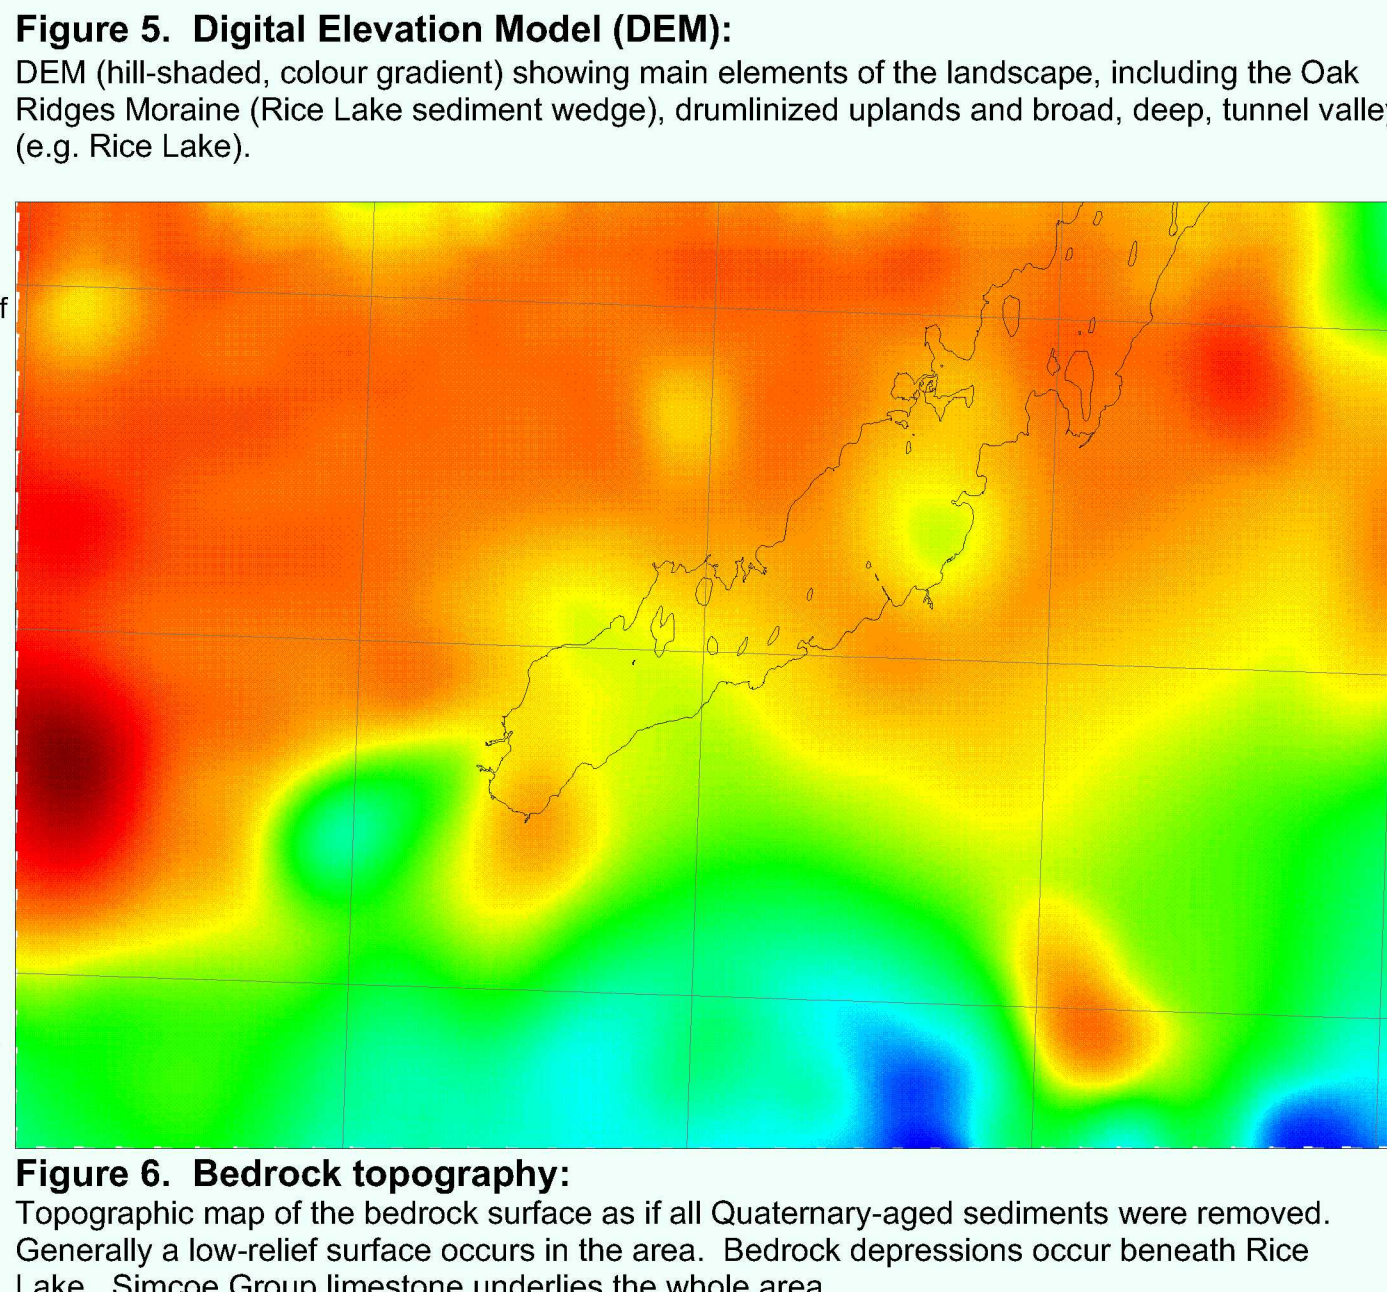 Figure 5. Digital Elevation Model (DEM):
DEM (hill-shaded, colour gradient) showing main elements of the landscape, including the Oak
Ridges Moraine (Rice Lake sediment wedge), drumlinized uplands and broad, deep, tunnel valley
(e.g. Rice Lake).
f
Figure 6. Bedrock topography:
Topographic map of the bedrock surface as if all Quaternary-aged sediments were removed.
Generally a low-relief surface occurs in the area. Bedrock depressions occur beneath Rice
Lake. Simcoe Group limestone underlies the whole area